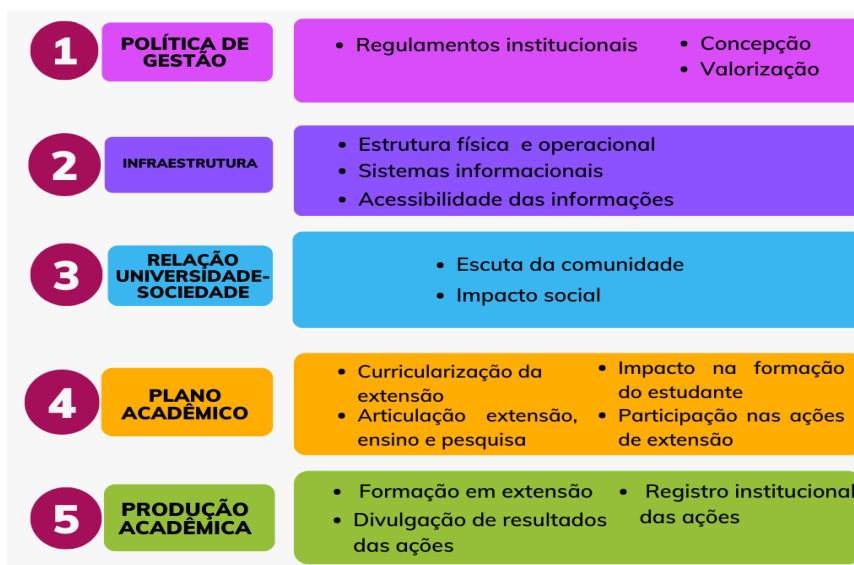 1
POLÍTICA DE
GESTÃO
• Regulamentos institucionais
• Concepção
• Valorização
2
INFRAESTRUTURA
• Estrutura física e operacional
• Sistemas informacionais
• Acessibilidade das informações
3
RELAÇÃO
UNIVERSIDADE-
SOCIEDADE
• Escuta da comunidade
• Impacto social
4
PLANO
ACADÊMICO
• Curricularização da
extensão
• Articulação extensão,
ensino e pesquisa
• Impacto na formação
do estudante
• Participação nas ações
de extensão
5
PRODUÇÃO
ACADÊMICA
• Formação em extensão
• Divulgação de resultados
das ações
• Registro institucional
das ações